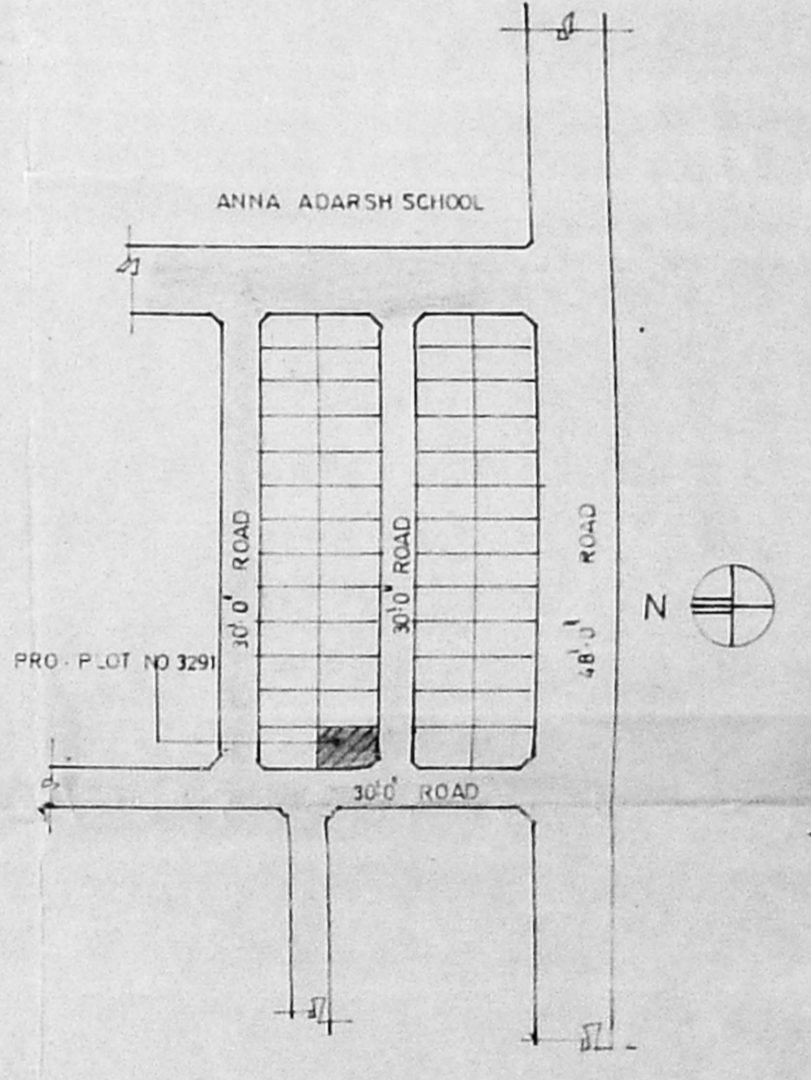 ANNA ADARSH SCHOOL
30'0" ROAD
30'0" ROAD
48'0" ROAD
N
PRO. PLOT NO 3291
30'0" ROAD